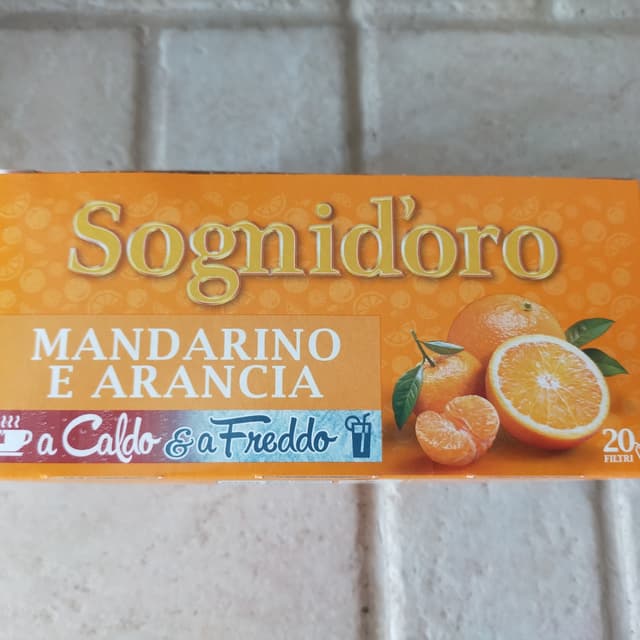 Sognid'oro
MANDARINO
E ARANCIA
a Caldo & a Freddo
20
FILTRI